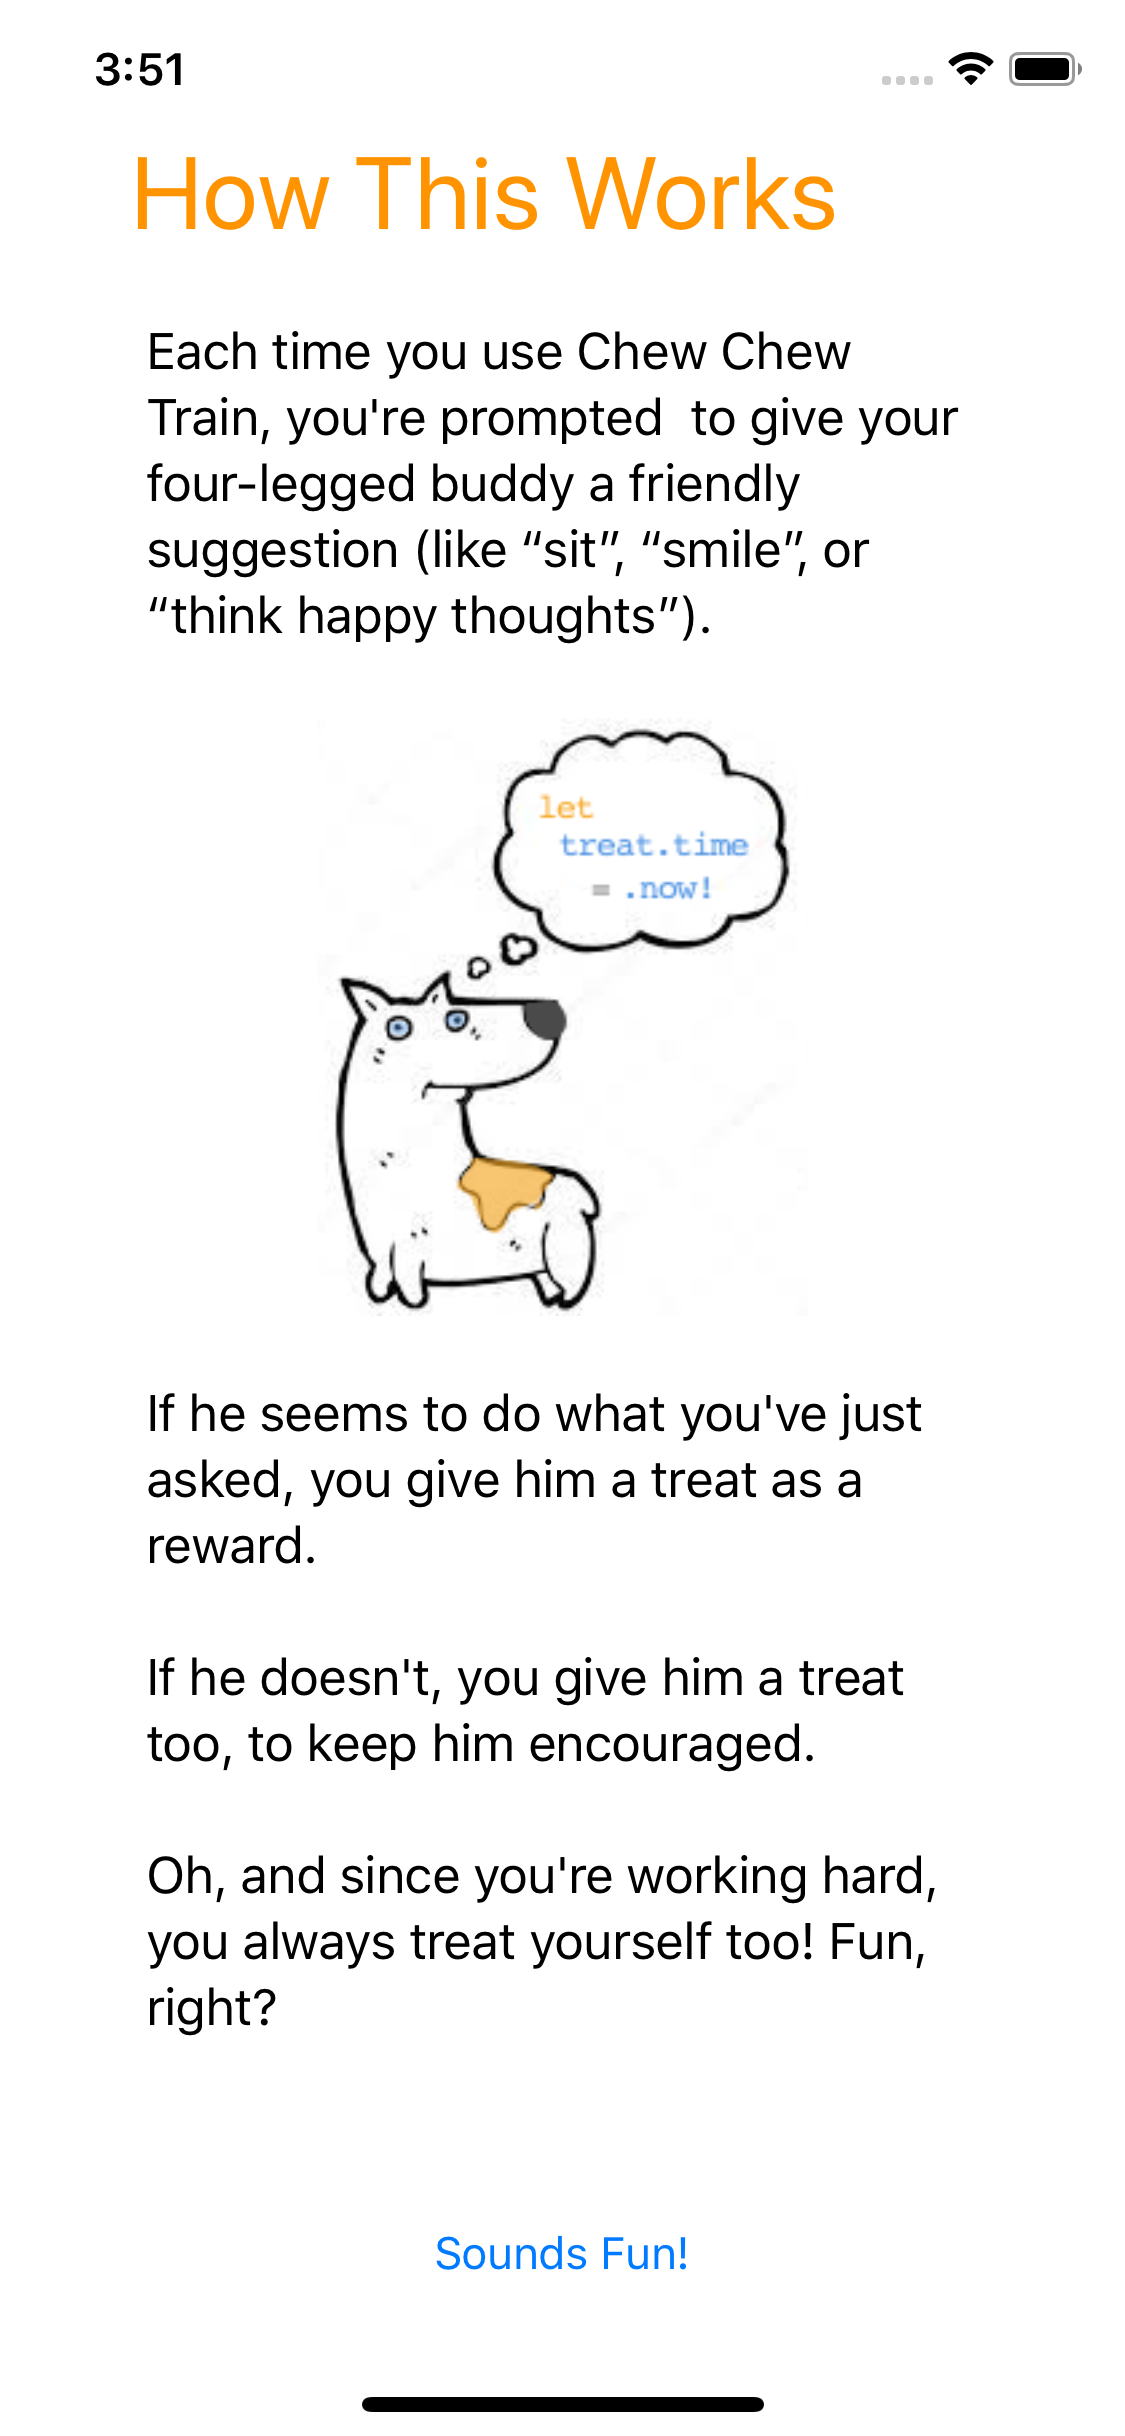 3:51
How This Works
Each time you use Chew Chew
Train, you're prompted  to give your
four-legged buddy a friendly
suggestion (like “sit”, “smile”, or
“think happy thoughts”).
let
treat.time
= .now!
If he seems to do what you've just
asked, you give him a treat as a
reward.
If he doesn't, you give him a treat
too, to keep him encouraged.
Oh, and since you're working hard,
you always treat yourself too! Fun,
right?
Sounds Fun!